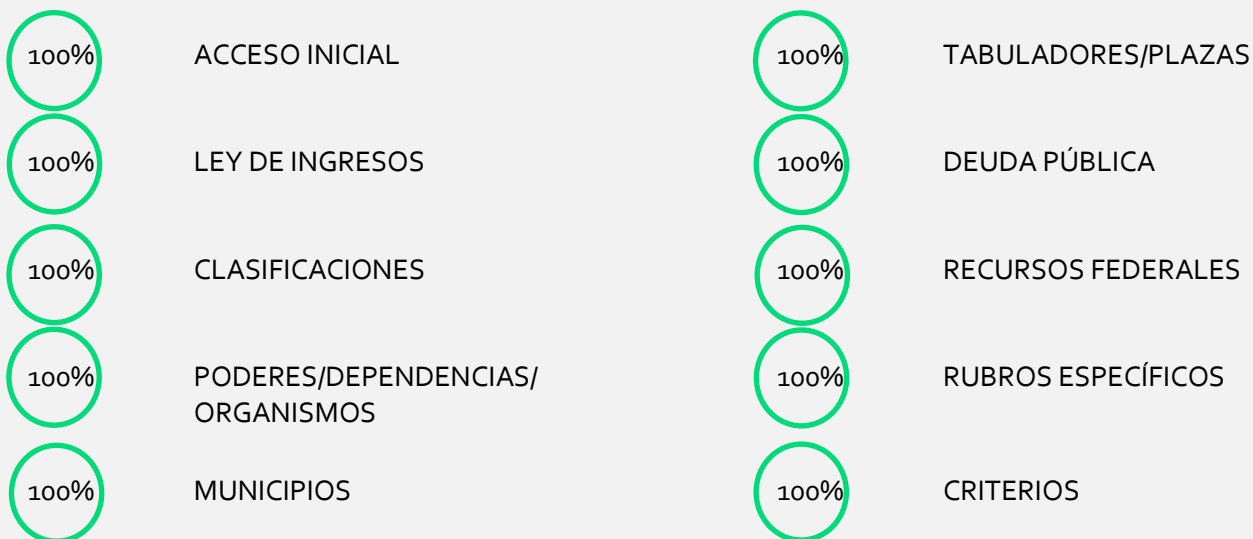 100% ACCESO INICIAL
100% LEY DE INGRESOS
100% CLASIFICACIONES
100% PODERES/DEPENDENCIAS/
ORGANISMOS
100% MUNICIPIOS
100% TABULADORES/PLAZAS
100% DEUDA PÚBLICA
100% RECURSOS FEDERALES
100% RUBROS ESPECÍFICOS
100% CRITERIOS